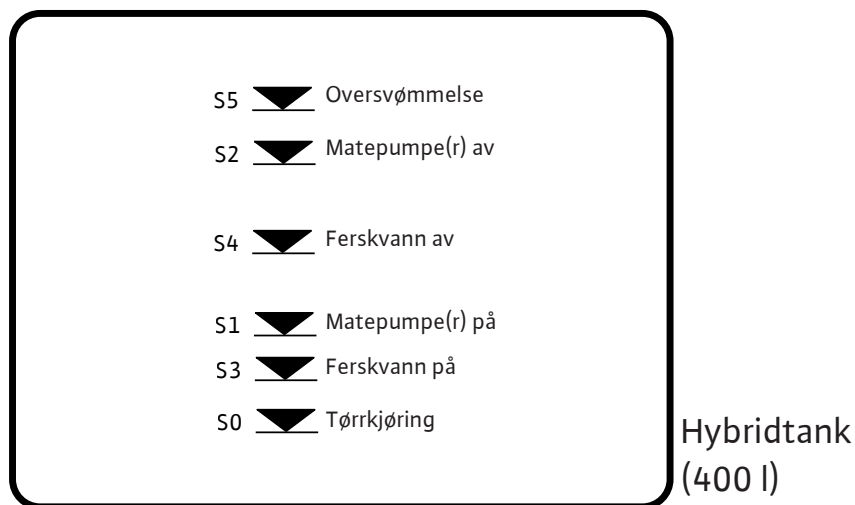 S5 Oversvømmelse
S2 Matepumpe(r) av
S4 Ferskvann av
S1 Matepumpe(r) på
S3 Ferskvann på
S0 Tørrkjøring
Hybridtank
(400 l)